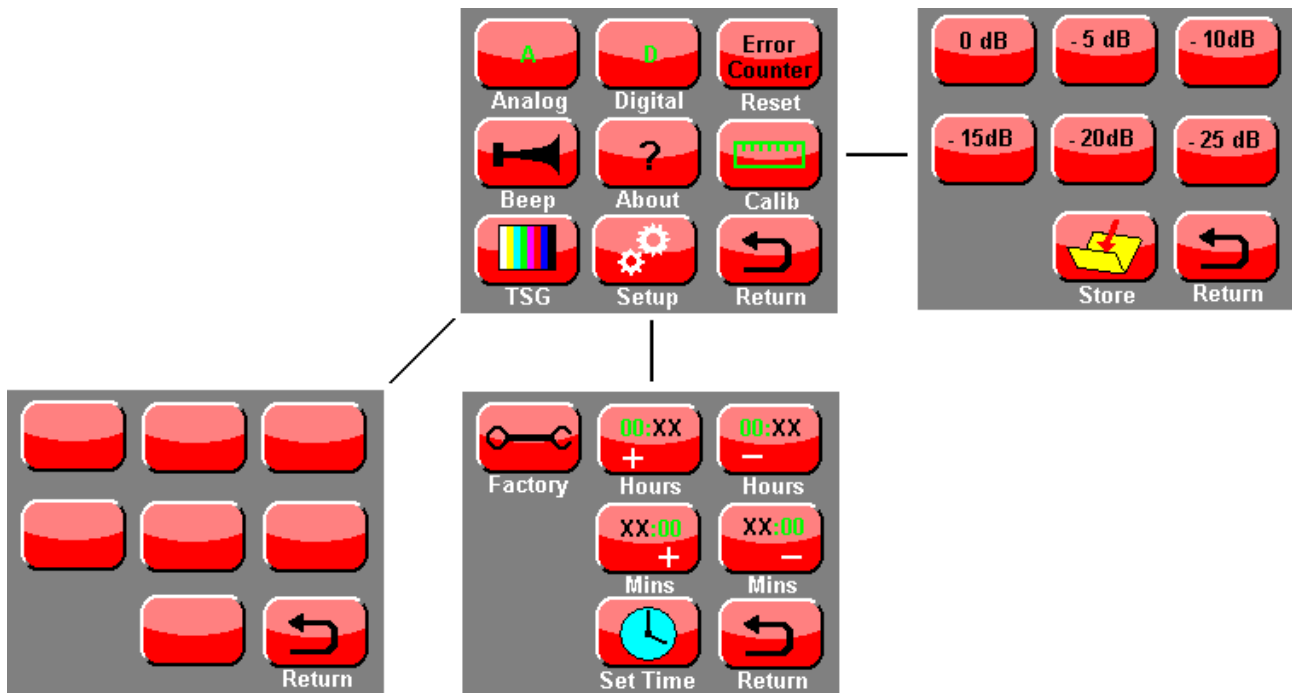 A
D
Error
Counter
Analog
Digital
Reset
?
Beep
About
Calib
TSG
Setup
Return
0 dB
- 5 dB
- 10dB
- 15dB
- 20dB
- 25 dB
Store
Return
Return
00:XX
+
00:XX
−
Factory
Hours
Hours
XX:00
+
XX:00
−
Mins
Mins
Set Time
Return